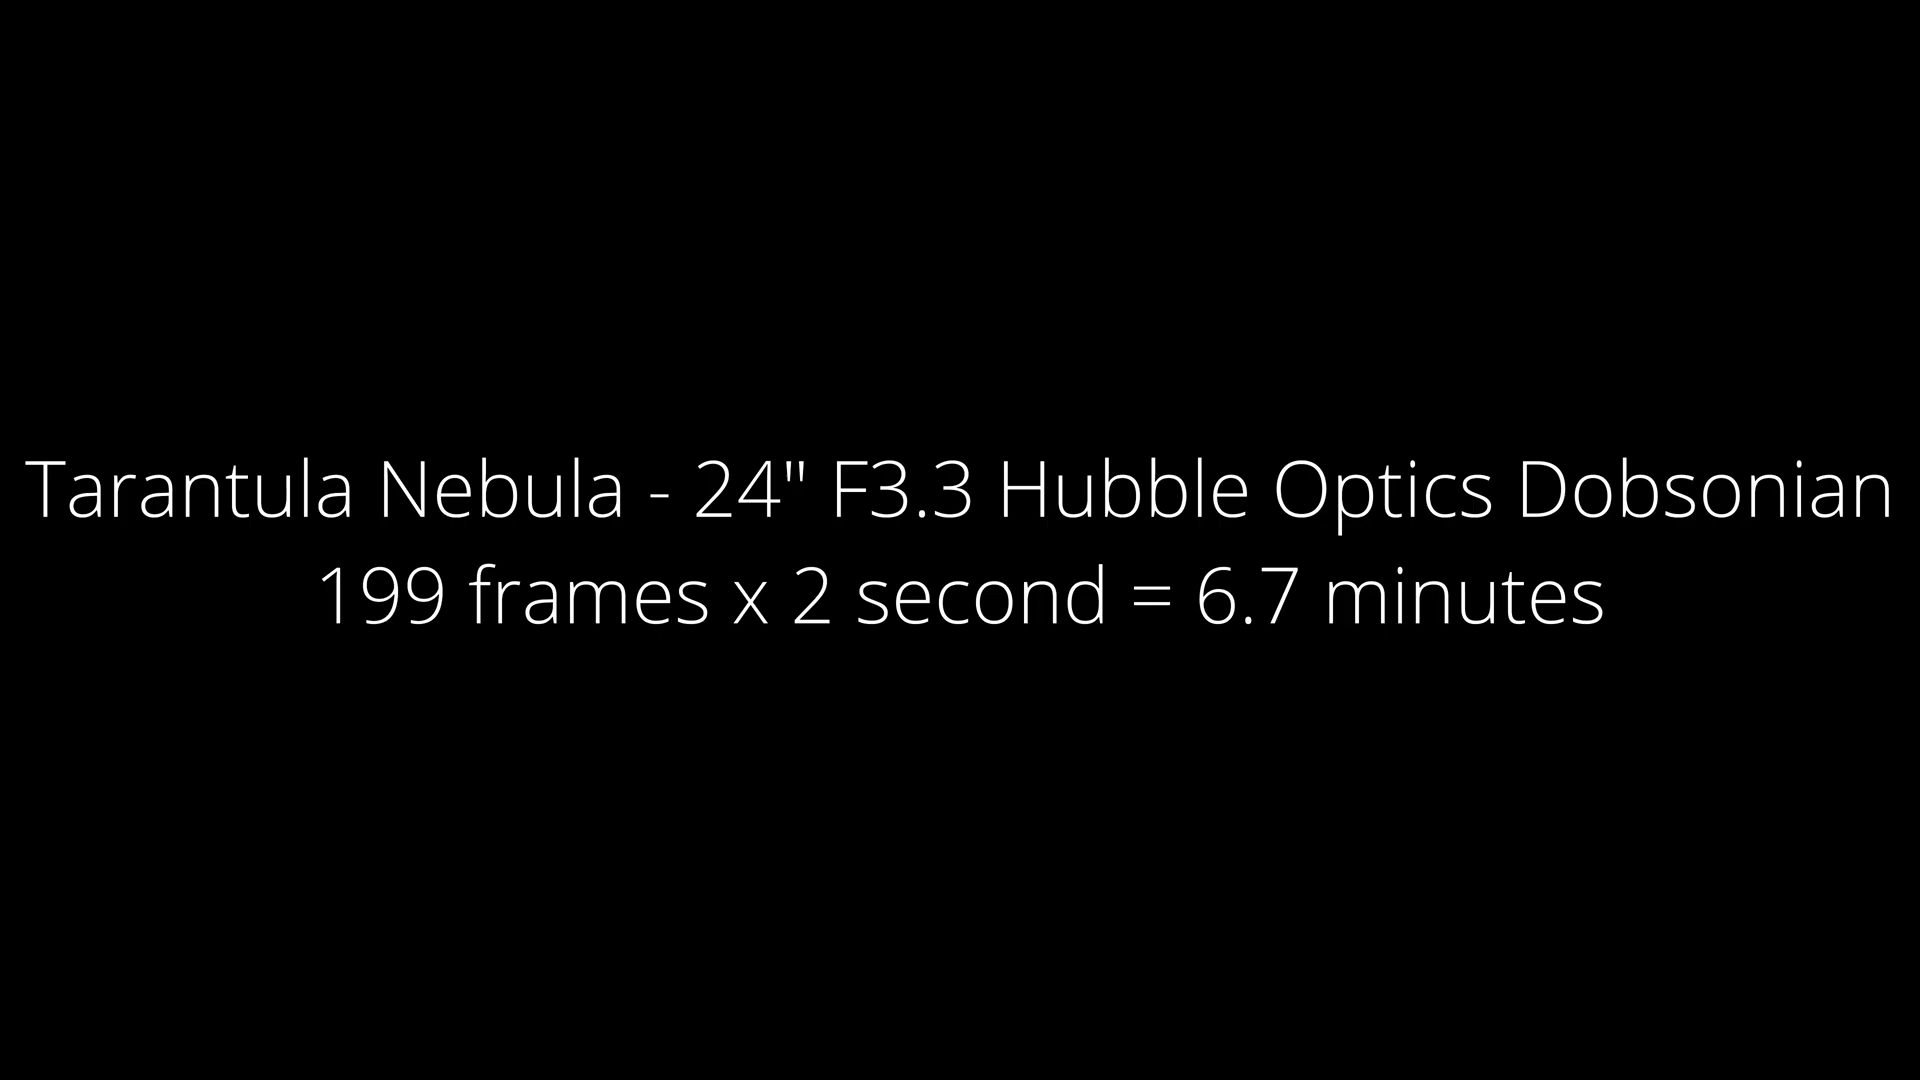 Tarantula Nebula - 24" F3.3 Hubble Optics Dobsonian
199 frames x 2 second = 6.7 minutes